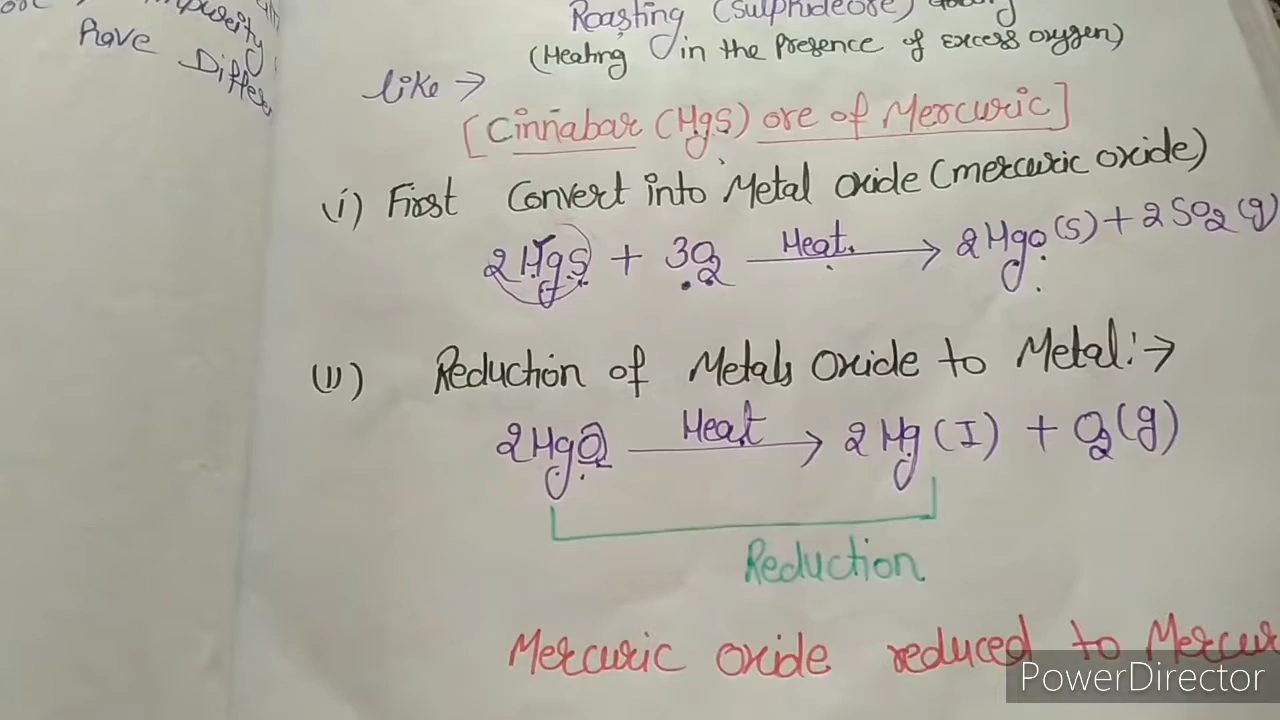 impurity
have Differ
Roasting (Sulphideore)
(Heating in the Presence of excess oxygen)
like →
[Cinnabar (HgS) ore of Mercuric]
(i) First Convert into Metal oxide (mercuric oxide)
2HgS + 3O2 Heat. → 2HgO(s) + 2SO2(g)
(ii) Reduction of Metals Oxide to Metal:→
2HgO Heat → 2Hg(I) + O2(g)
Reduction
Mercuric oxide reduced to Mercur
PowerDirector